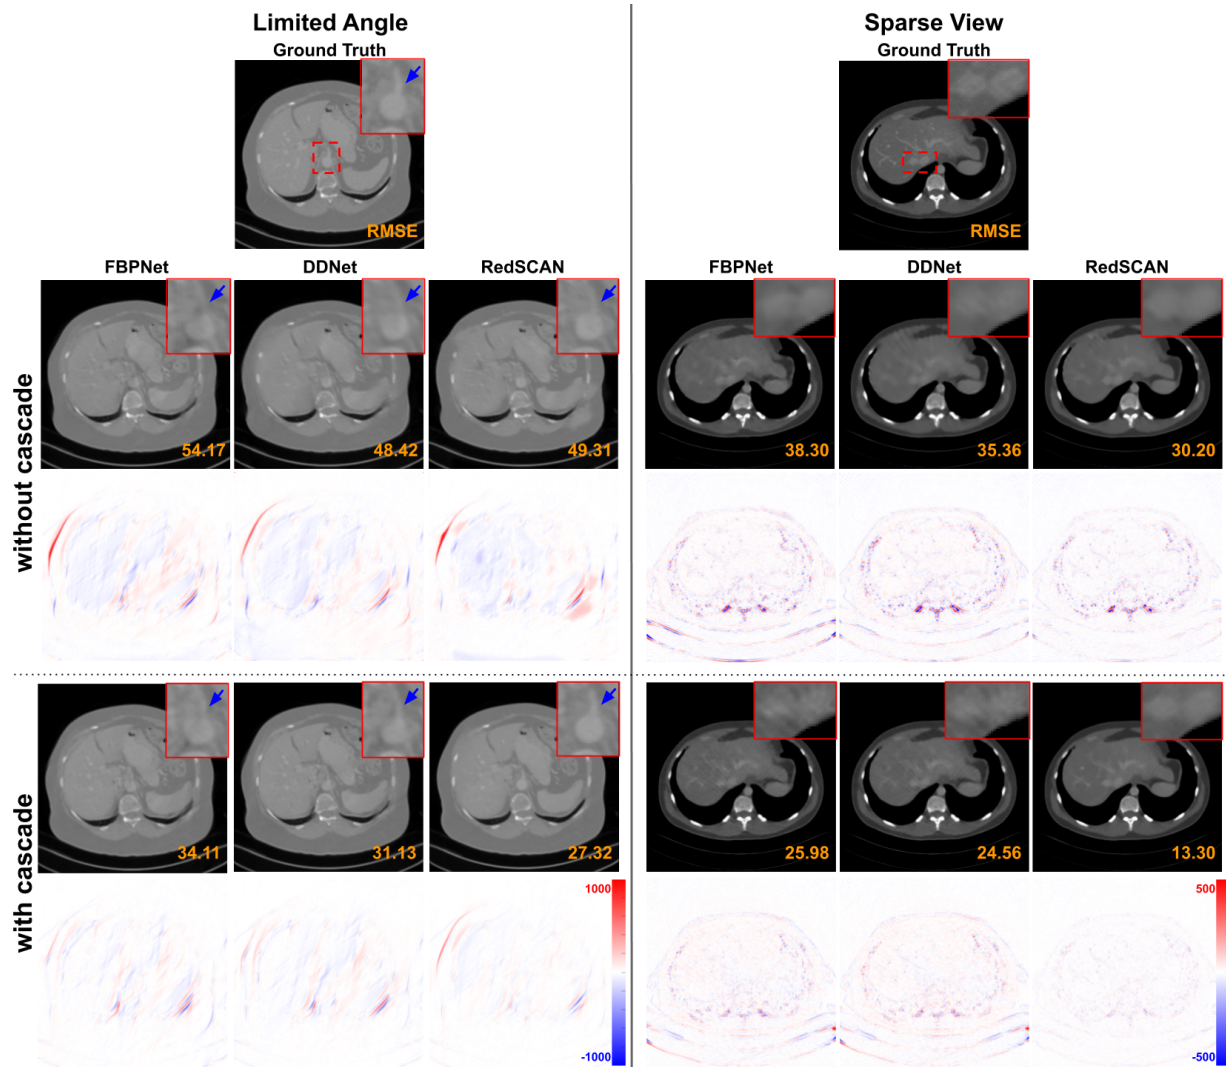 Limited Angle
Ground Truth
RMSE
Sparse View
Ground Truth
RMSE
without cascade
FBPNet DDNet RedSCAN
54.17 48.42 49.31
FBPNet DDNet RedSCAN
38.30 35.36 30.20
with cascade
34.11 31.13 27.32
1000
-1000
25.98 24.56 13.30
500
-500